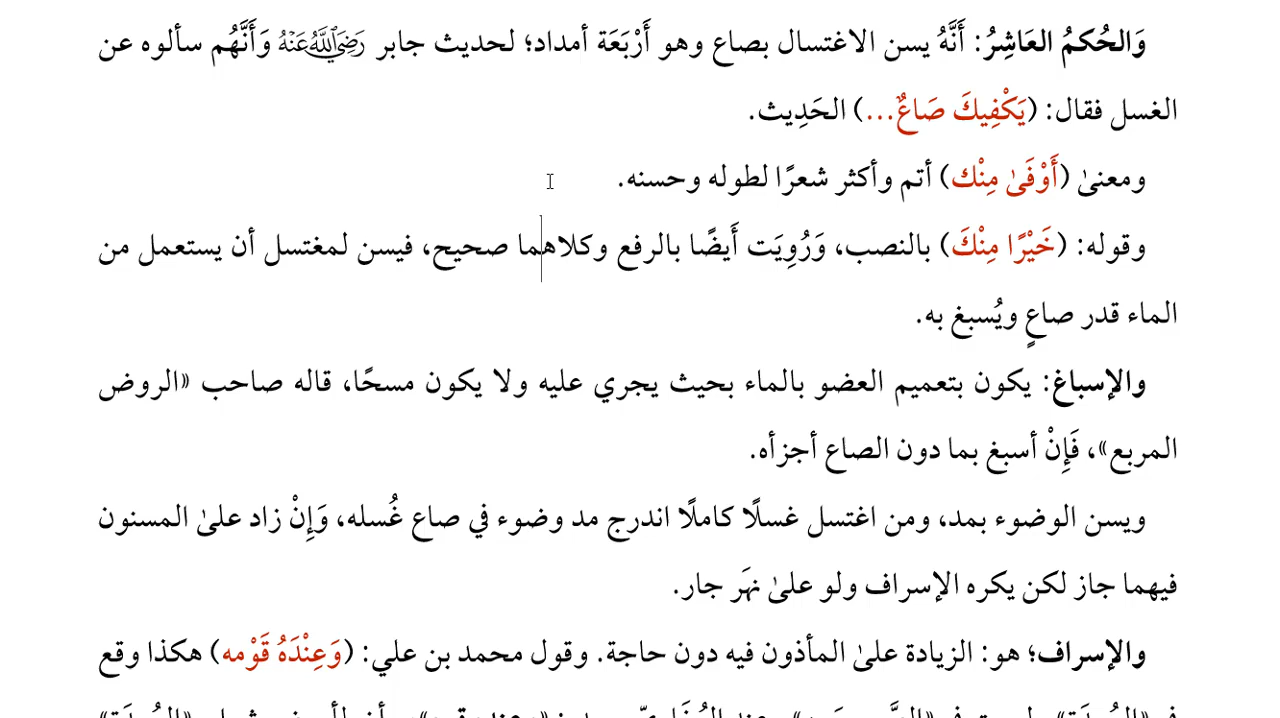 وَالحُكمُ العَاشِرُ: أَنَّهُ يسن الاغتسال بصاع وهو أَرْبَعَة أمداد؛ لحديث جابر رَضِيَ اللَّهُ عَنْهُ وَأَنَّهُم سألوه عن
الغسل فقال: (يَكْفِيكَ صَاعٌ...) الحَدِيث.
ومعنىٰ (أَوْفَىٰ مِنْك) أتم وأكثر شعرًا لطوله وحسنه.
وقوله: (خَيْرًا مِنْكَ) بالنصب، وَرُوِيَت أَيضًا بالرفع وكلاهما صحيح، فيسن لمغتسل أن يستعمل من
الماء قدر صاعٍ ويُسبغ به.
والإسباغ: يكون بتعميم العضو بالماء بحيث يجري عليه ولا يكون مسحًا، قاله صاحب «الروض
المربع»، فَإِنْ أسبغ بما دون الصاع أجزأه.
ويسن الوضوء بمد، ومن اغتسل غسلًا كاملًا اندرج مد وضوء في صاع غُسله، وَإِنْ زاد علىٰ المسنون
فيهما جاز لكن يكره الإسراف ولو علىٰ نهَر جار.
والإسراف؛ هو: الزيادة علىٰ المأذون فيه دون حاجة. وقول محمد بن علي: (وَعِنْدَهُ قَوْمه) هكذا وقع